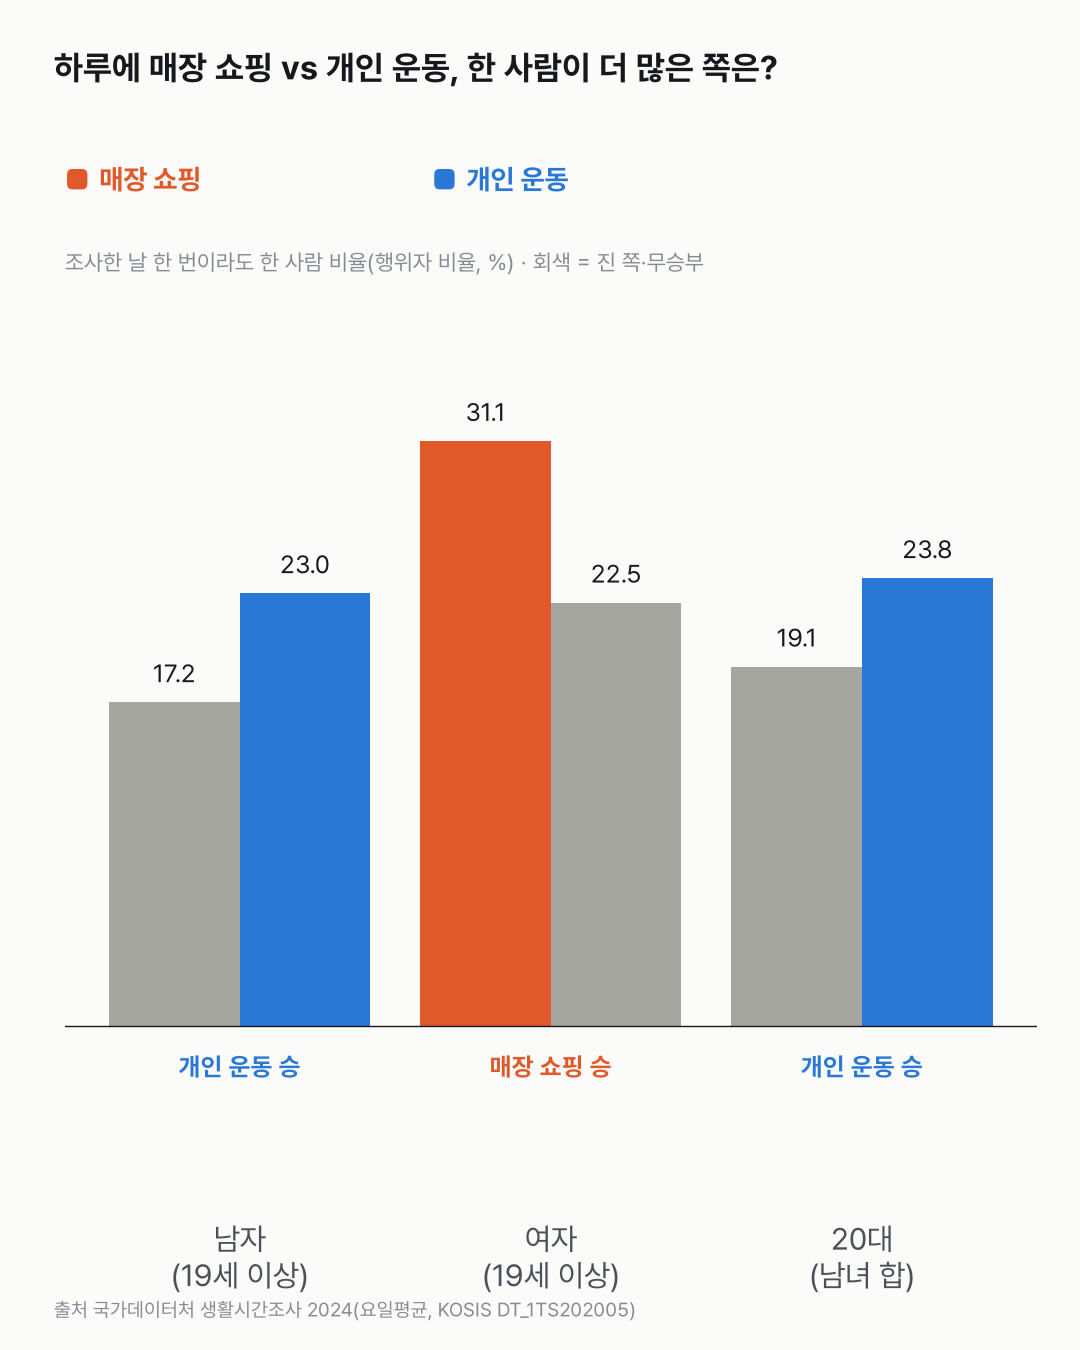 하루에 매장 쇼핑 vs 개인 운동, 한 사람이 더 많은 쪽은?
매장 쇼핑 개인 운동
조사한 날 한 번이라도 한 사람 비율(행위자 비율, %) · 회색 = 진 쪽·무승부
17.2 23.0 31.1 22.5 19.1 23.8
개인 운동 승 매장 쇼핑 승 개인 운동 승
남자 여자 20대
(19세 이상) (19세 이상) (남녀 합)
출처 국가데이터처 생활시간조사 2024(요일평균, KOSIS DT_1TS202005)